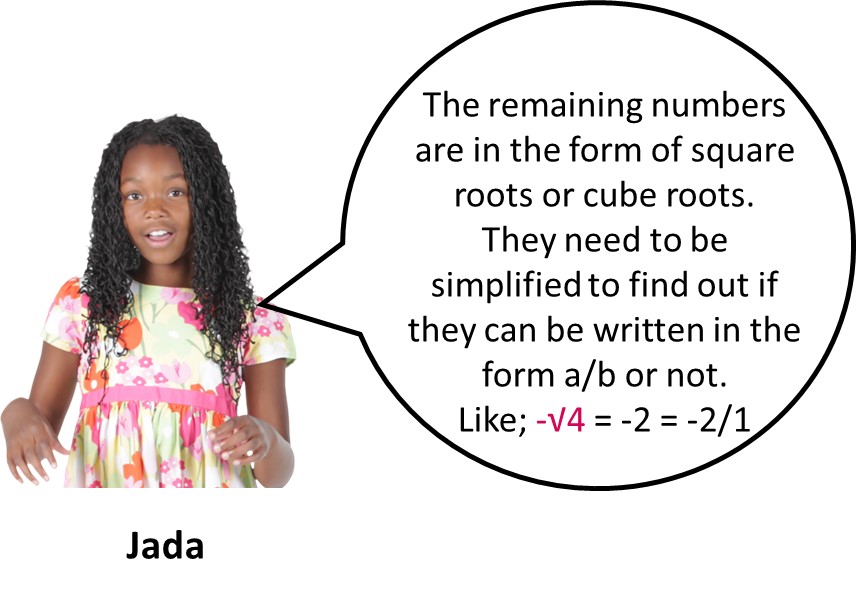 The remaining numbers
are in the form of square
roots or cube roots.
They need to be
simplified to find out if
they can be written in the
form a/b or not.
Like; -√4 = -2 = -2/1
Jada